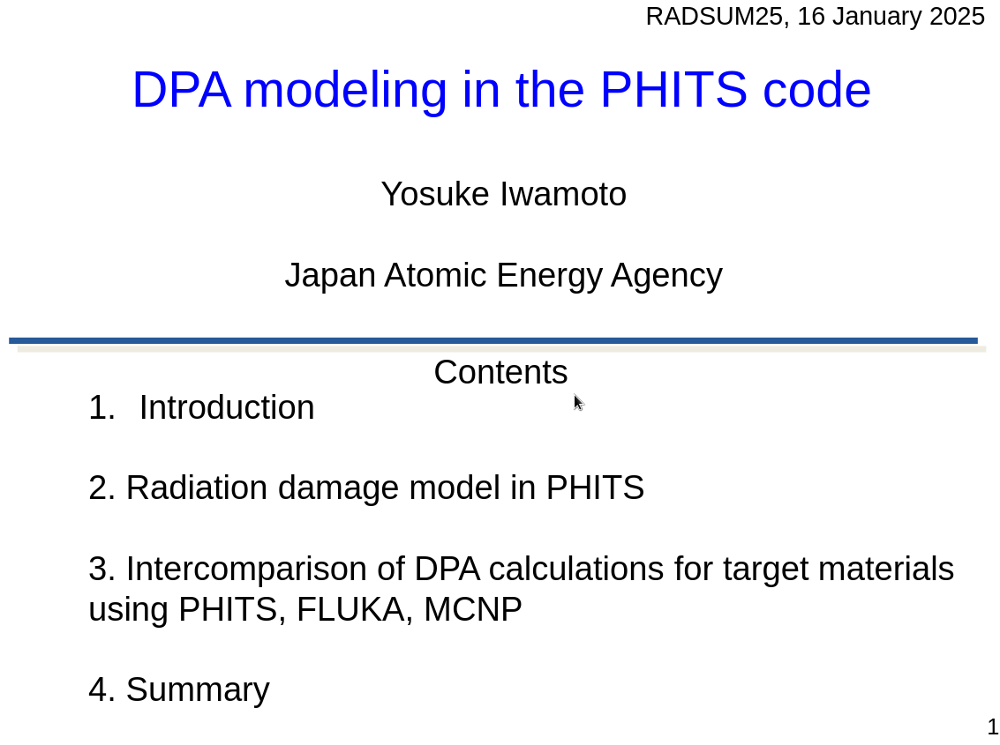 RADSUM25, 16 January 2025
DPA modeling in the PHITS code
Yosuke Iwamoto
Japan Atomic Energy Agency
Contents
1. Introduction
2. Radiation damage model in PHITS
3. Intercomparison of DPA calculations for target materials
using PHITS, FLUKA, MCNP
4. Summary
1